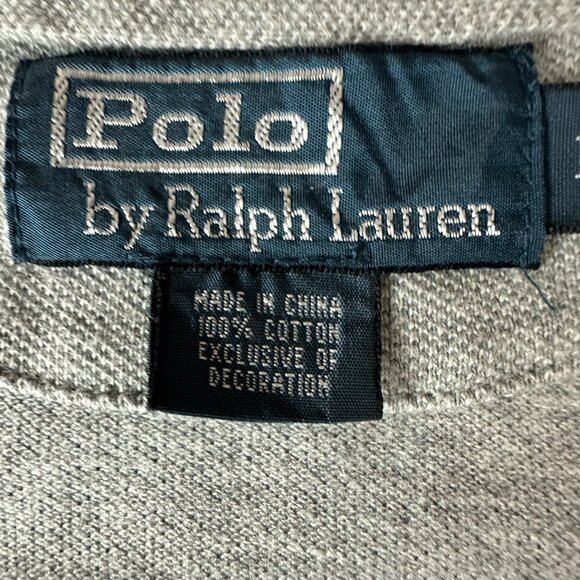 Polo
by Ralph Lauren
MADE IN CHINA
100% COTTON
EXCLUSIVE OF
DECORATION